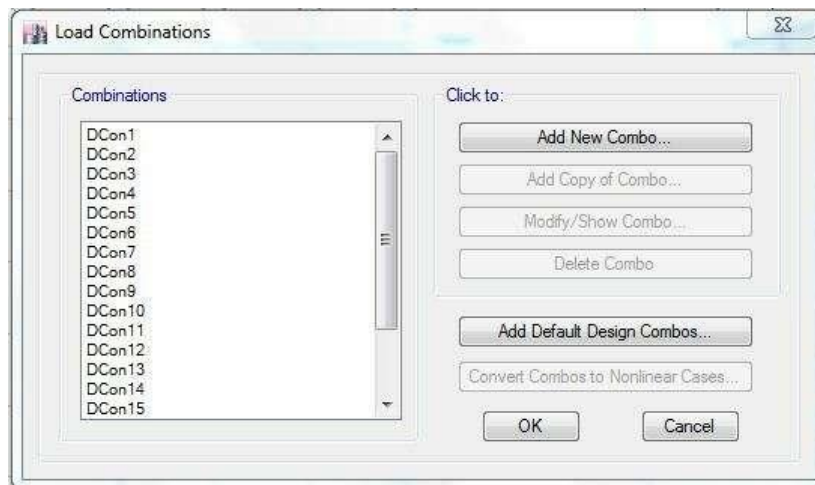 Load Combinations
Combinations
DCon1
DCon2
DCon3
DCon4
DCon5
DCon6
DCon7
DCon8
DCon9
DCon10
DCon11
DCon12
DCon13
DCon14
DCon15
Click to:
Add New Combo...
Add Copy of Combo...
Modify/Show Combo...
Delete Combo
Add Default Design Combos...
Convert Combos to Nonlinear Cases...
OK
Cancel